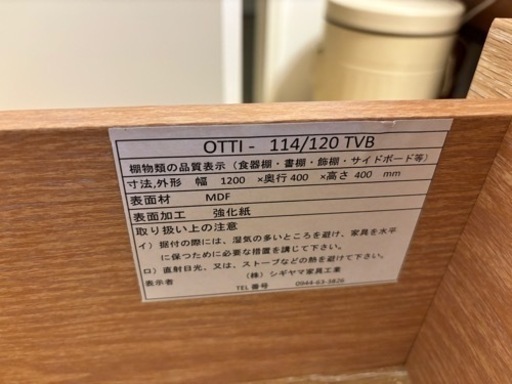 OTTI - 114/120 TVB
棚物類の品質表示（食器棚・書棚・飾棚・サイドボード等）
寸法,外形 幅 1200 ×奥行 400 ×高さ 400 mm
表面材 MDF
表面加工 強化紙
取り扱い上の注意
イ）据付の際には、湿気の多いところを避け、家具を水平
に保つために必要な措置を講じて下さい。
ロ）直射日光、又は、ストーブなどの熱を避けて下さい。
表示者 （株）シギヤマ家具工業
TEL番号 0944-63-3826